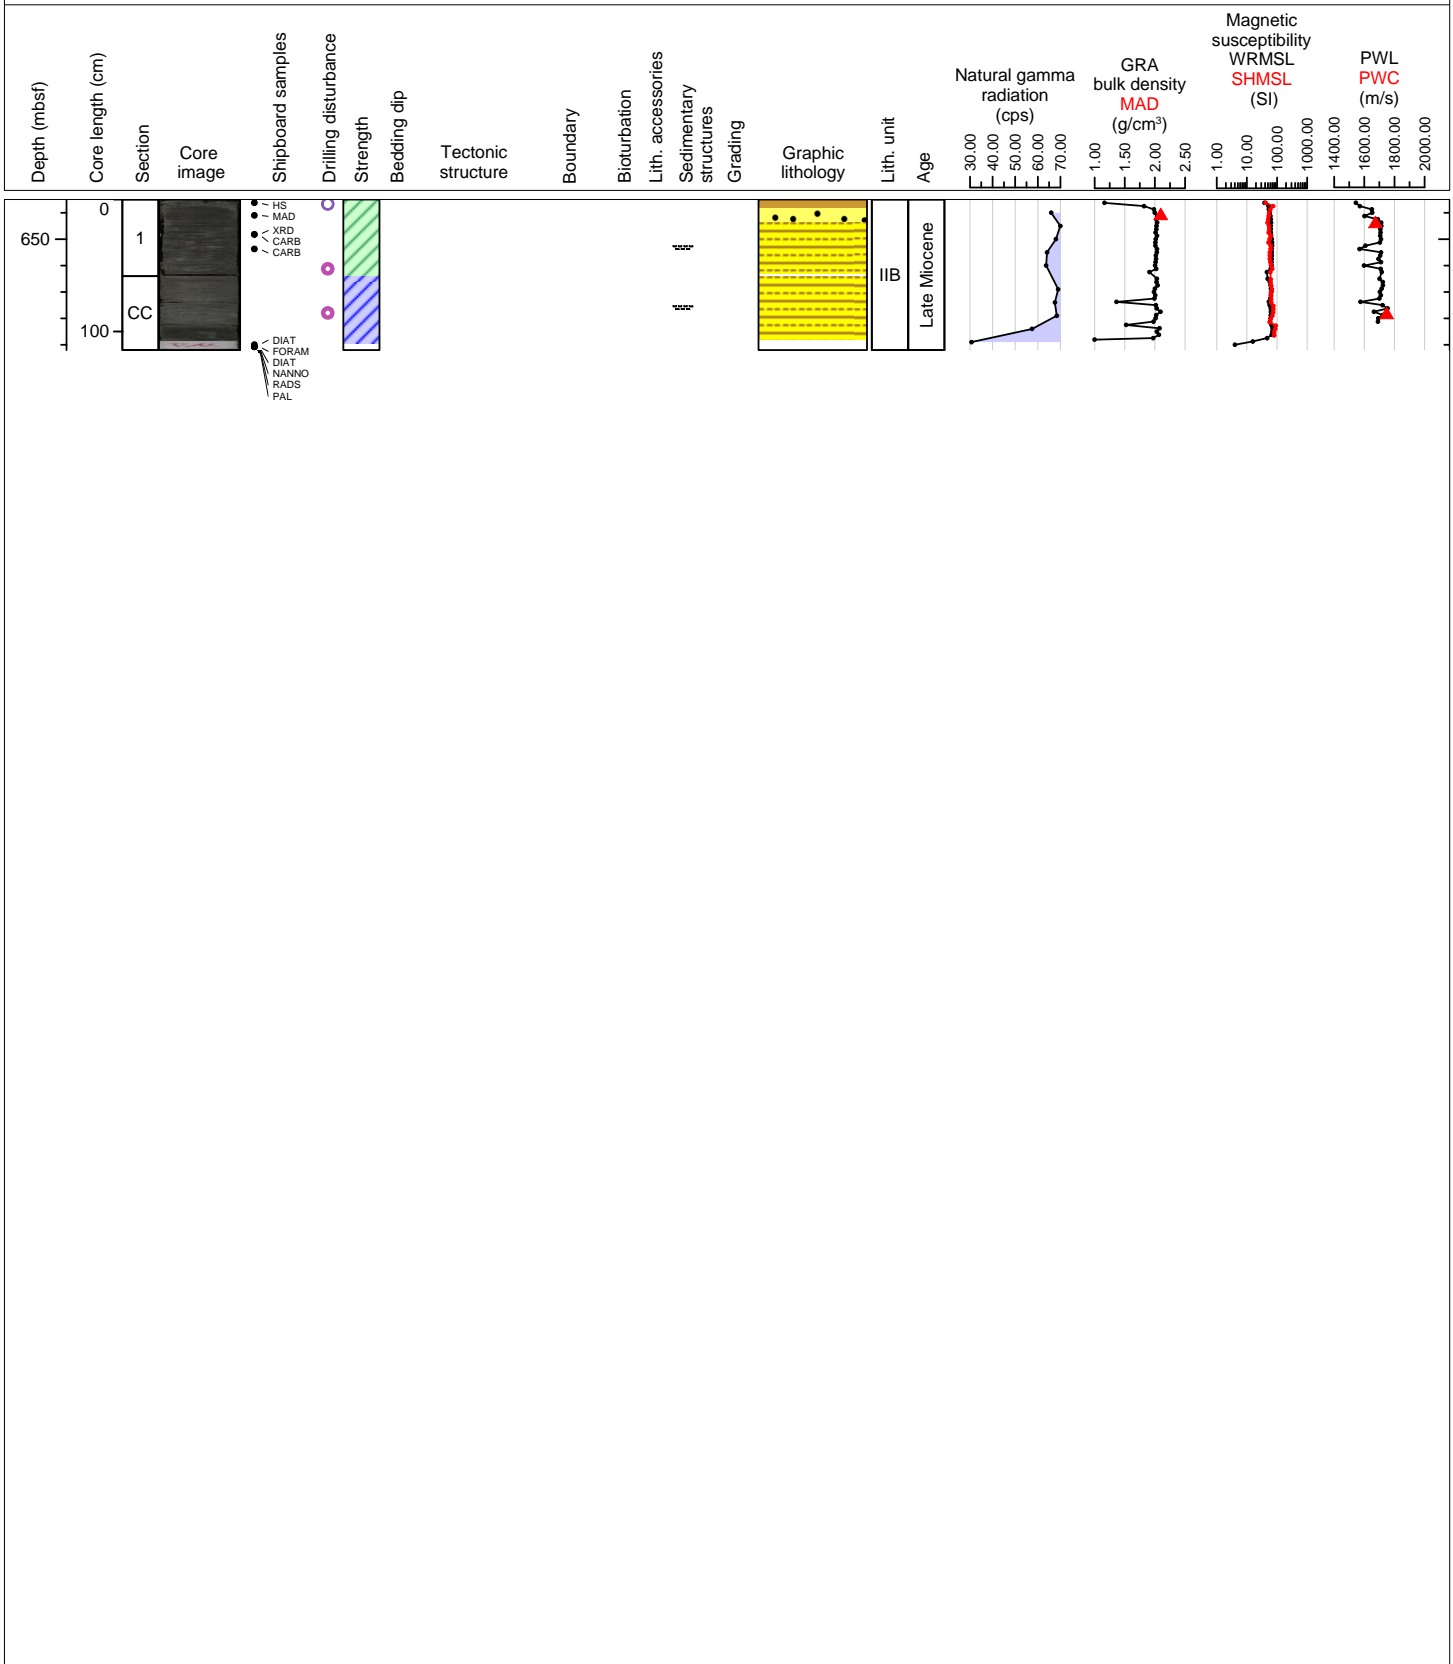 Depth (mbsf)
Core length (cm)
Section
Core
image
Shipboard samples
Drilling disturbance
Strength
Bedding dip
Tectonic
structure
Boundary
Bioturbation
Lith. accessories
Sedimentary
structures
Grading
Graphic
lithology
Lith. unit
Age
Natural gamma
radiation
(cps)
30.00 40.00 50.00 60.00 70.00
GRA
bulk density
MAD
(g/cm³)
1.00 1.50 2.00 2.50
Magnetic
susceptibility
WRMSL
SHMSL
(SI)
1.00 10.00 100.00 1000.00
PWL
PWC
(m/s)
1400.00 1600.00 1800.00 2000.00
650
0
100
1
CC
HS
MAD
XRD
CARB
CARB
DIAT
FORAM
DIAT
NANNO
RADS
PAL
IIB
Late Miocene